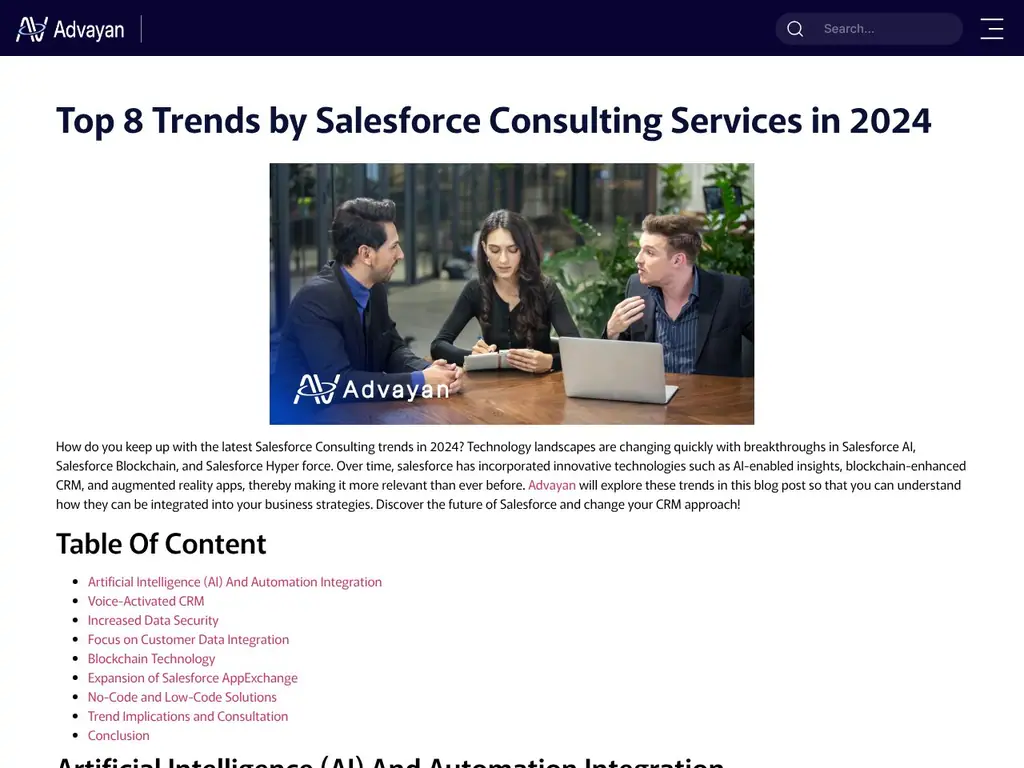 Advayan
Search...
Top 8 Trends by Salesforce Consulting Services in 2024
Advayan
How do you keep up with the latest Salesforce Consulting trends in 2024? Technology landscapes are changing quickly with breakthroughs in Salesforce AI,
Salesforce Blockchain, and Salesforce Hyper force. Over time, salesforce has incorporated innovative technologies such as AI-enabled insights, blockchain-enhanced
CRM, and augmented reality apps, thereby making it more relevant than ever before. Advayan will explore these trends in this blog post so that you can understand
how they can be integrated into your business strategies. Discover the future of Salesforce and change your CRM approach!
Table Of Content
Artificial Intelligence (AI) And Automation Integration
Voice-Activated CRM
Increased Data Security
Focus on Customer Data Integration
Blockchain Technology
Expansion of Salesforce AppExchange
No-Code and Low-Code Solutions
Trend Implications and Consultation
Conclusion
Artificial Intelligence (AI) And Automation Integration